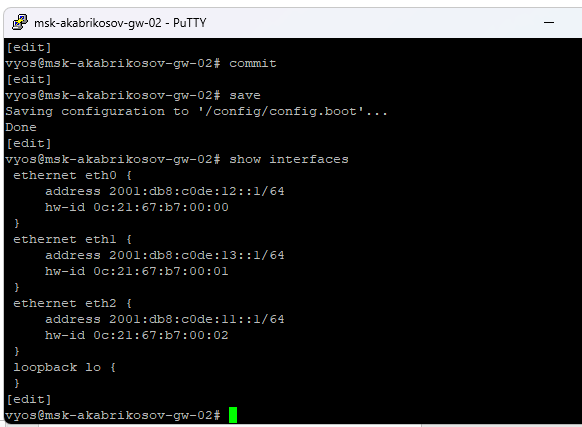 msk-akabrikosov-gw-02 - PuTTY
[edit]
vyos@msk-akabrikosov-gw-02# commit
[edit]
vyos@msk-akabrikosov-gw-02# save
Saving configuration to '/config/config.boot'...
Done
[edit]
vyos@msk-akabrikosov-gw-02# show interfaces
 ethernet eth0 {
     address 2001:db8:c0de:12::1/64
     hw-id 0c:21:67:b7:00:00
 }
 ethernet eth1 {
     address 2001:db8:c0de:13::1/64
     hw-id 0c:21:67:b7:00:01
 }
 ethernet eth2 {
     address 2001:db8:c0de:11::1/64
     hw-id 0c:21:67:b7:00:02
 }
 loopback lo {
 }
[edit]
vyos@msk-akabrikosov-gw-02#